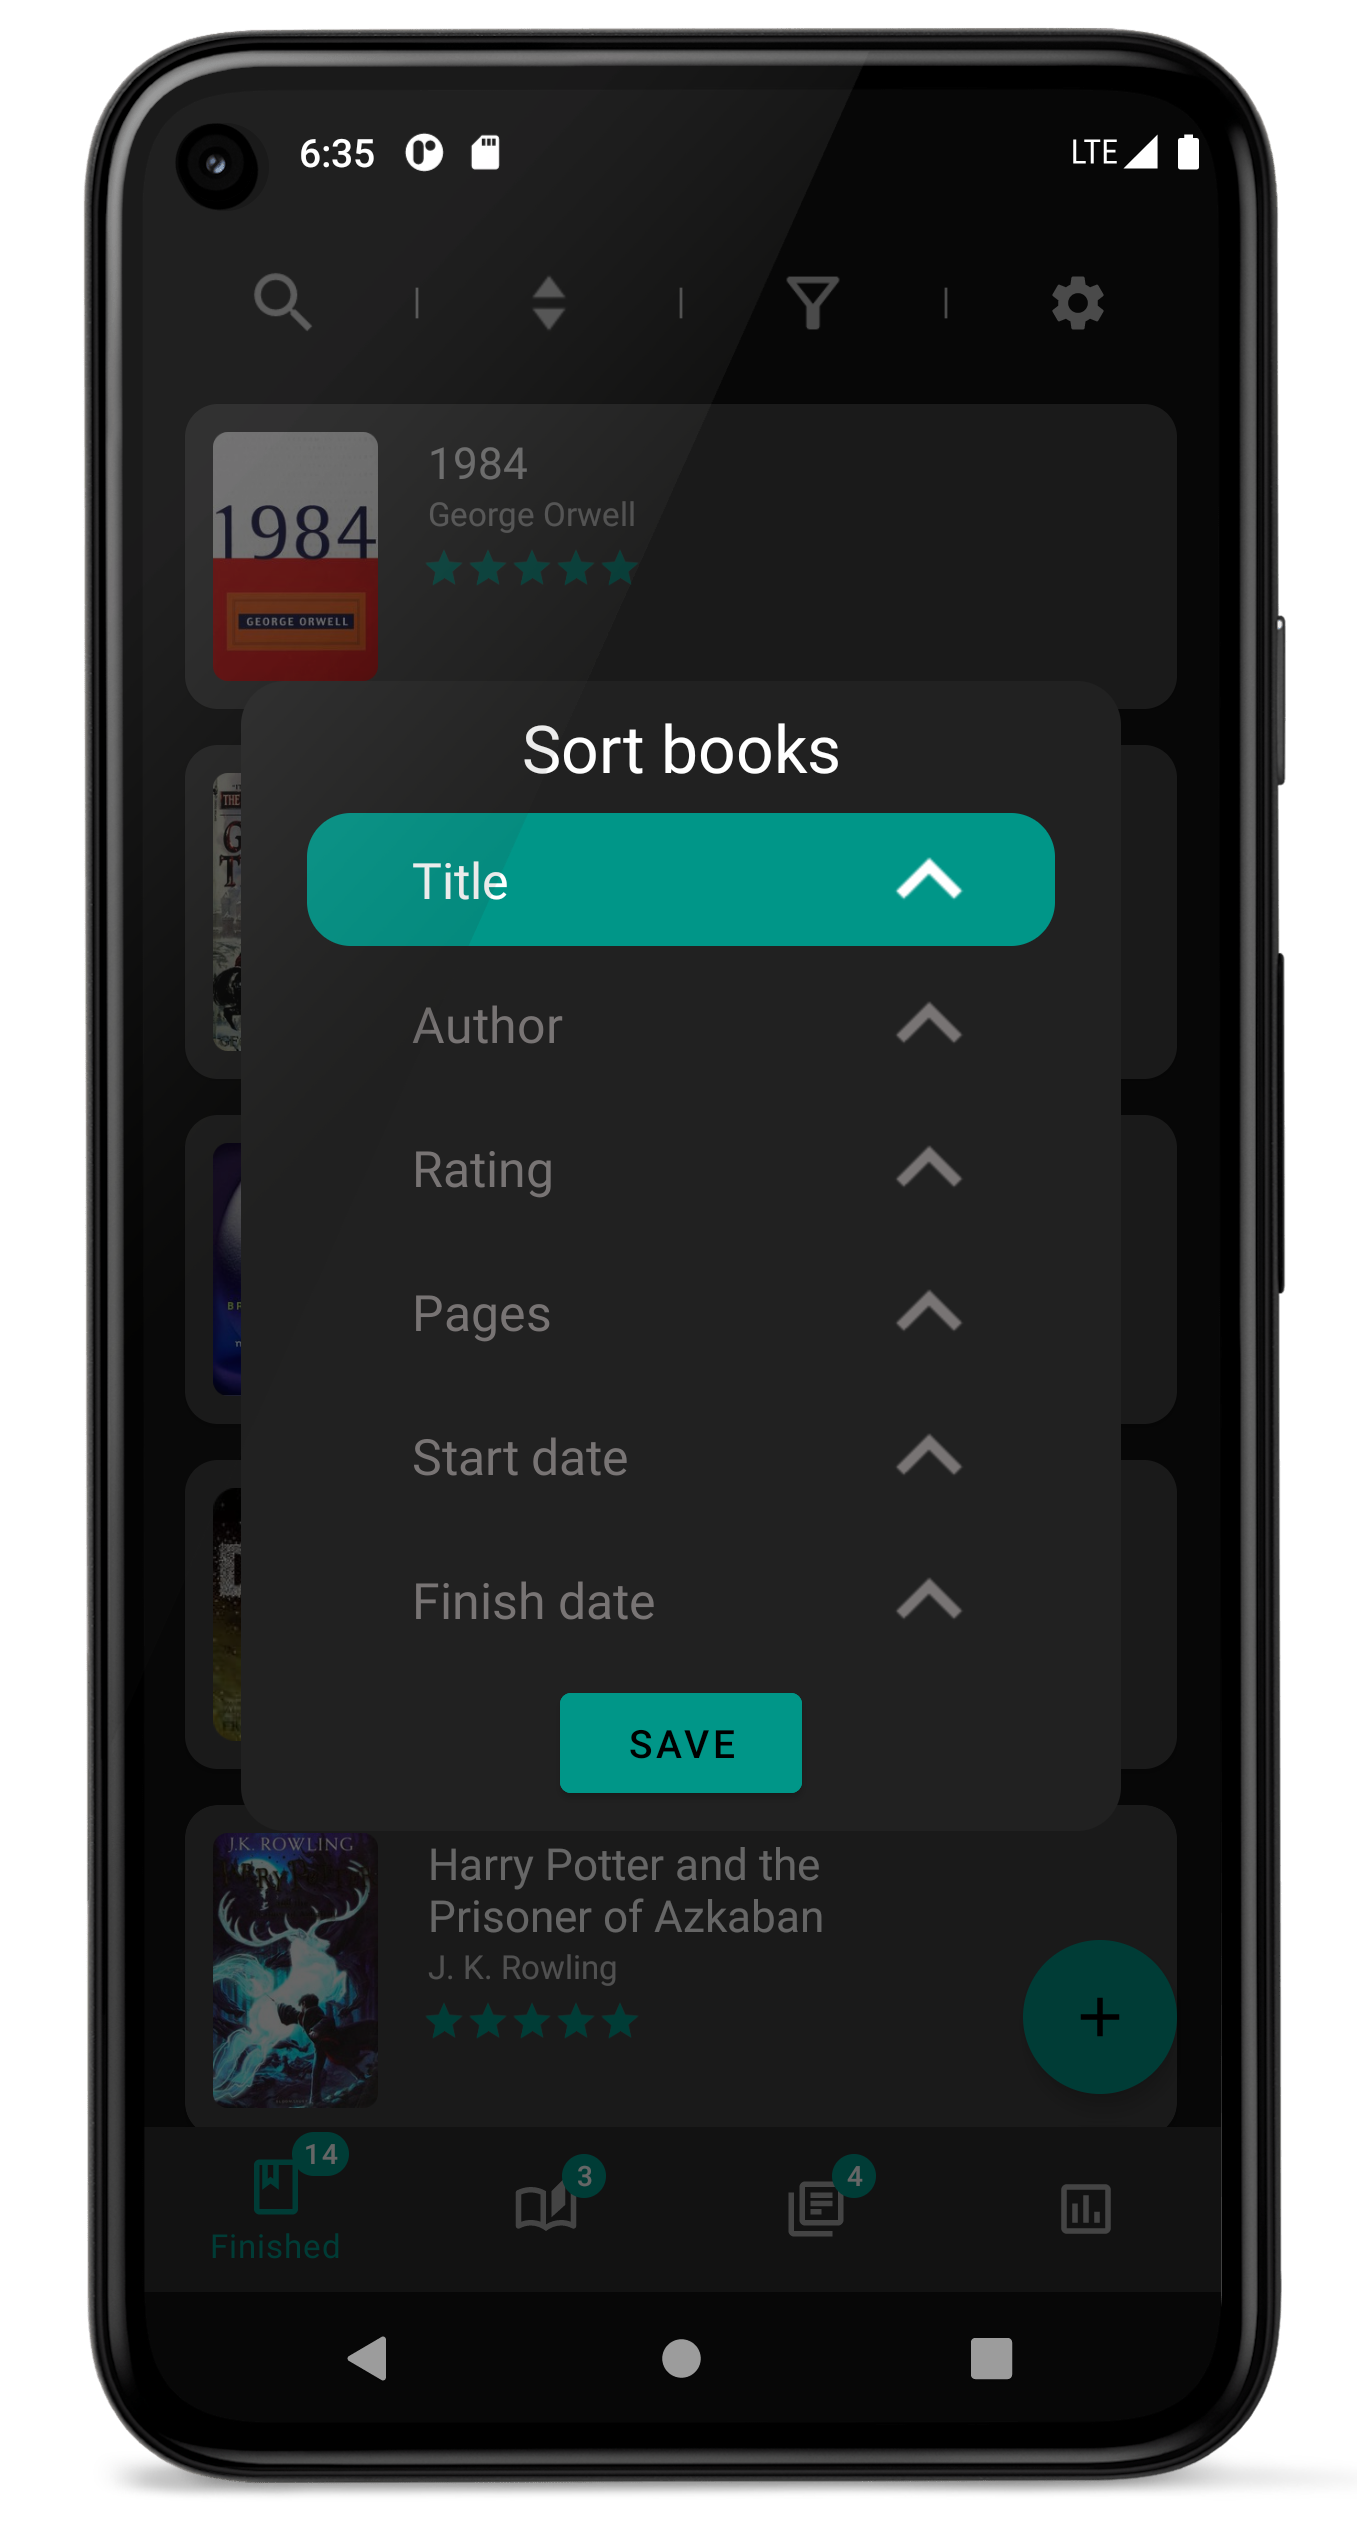 6:35
LTE
1984
George Orwell
1984
GEORGE ORWELL
Sort books
Title
Author
Rating
Pages
Start date
Finish date
SAVE
J.K. ROWLING
Harry Potter and the
Prisoner of Azkaban
J. K. Rowling
14
3
4
Finished